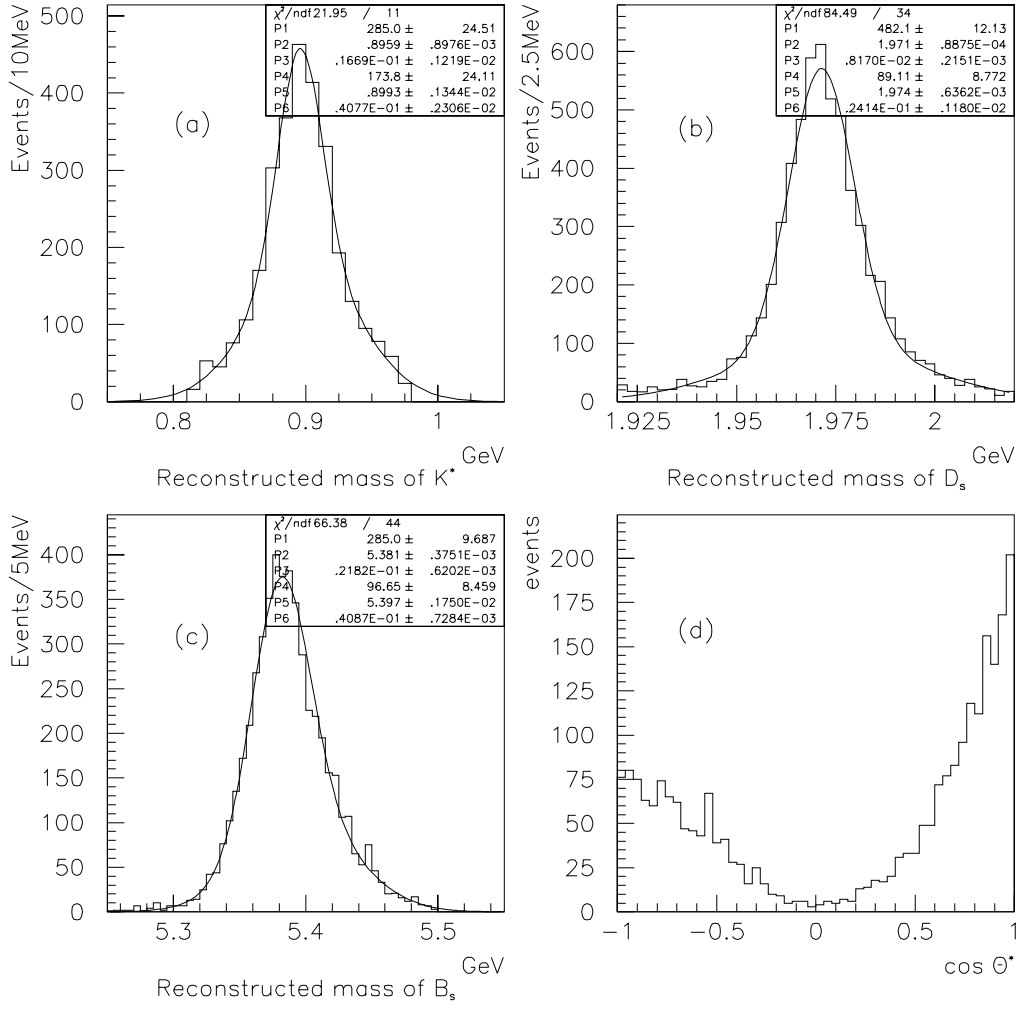 Events/10MeV
500
400
300
200
100
0
(a)
χ²/ndf 21.95 / 11
P1 285.0 ± 24.51
P2 .8959 ± .8976E-03
P3 .1669E-01 ± .1219E-02
P4 173.8 ± 24.11
P5 .8993 ± .1344E-02
P6 .4077E-01 ± .2306E-02
0.8 0.9 1
GeV
Reconstructed mass of K*
Events/2.5MeV
600
500
400
300
200
100
0
(b)
χ²/ndf 84.49 / 34
P1 482.1 ± 12.13
P2 1.971 ± .8875E-04
P3 .8170E-02 ± .2151E-03
P4 89.11 ± 8.772
P5 1.974 ± .6362E-03
P6 .2414E-01 ± .1180E-02
1.925 1.95 1.975 2
GeV
Reconstructed mass of Dₛ
Events/5MeV
400
350
300
250
200
150
100
50
0
(c)
χ²/ndf 66.38 / 44
P1 285.0 ± 9.687
P2 5.381 ± .3751E-03
P3 .2182E-01 ± .6202E-03
P4 96.65 ± 8.459
P5 5.397 ± .1750E-02
P6 .4087E-01 ± .7284E-03
5.3 5.4 5.5
GeV
Reconstructed mass of Bₛ
events
200
175
150
125
100
75
50
25
0
(d)
-1 -0.5 0 0.5 1
cos Θ*